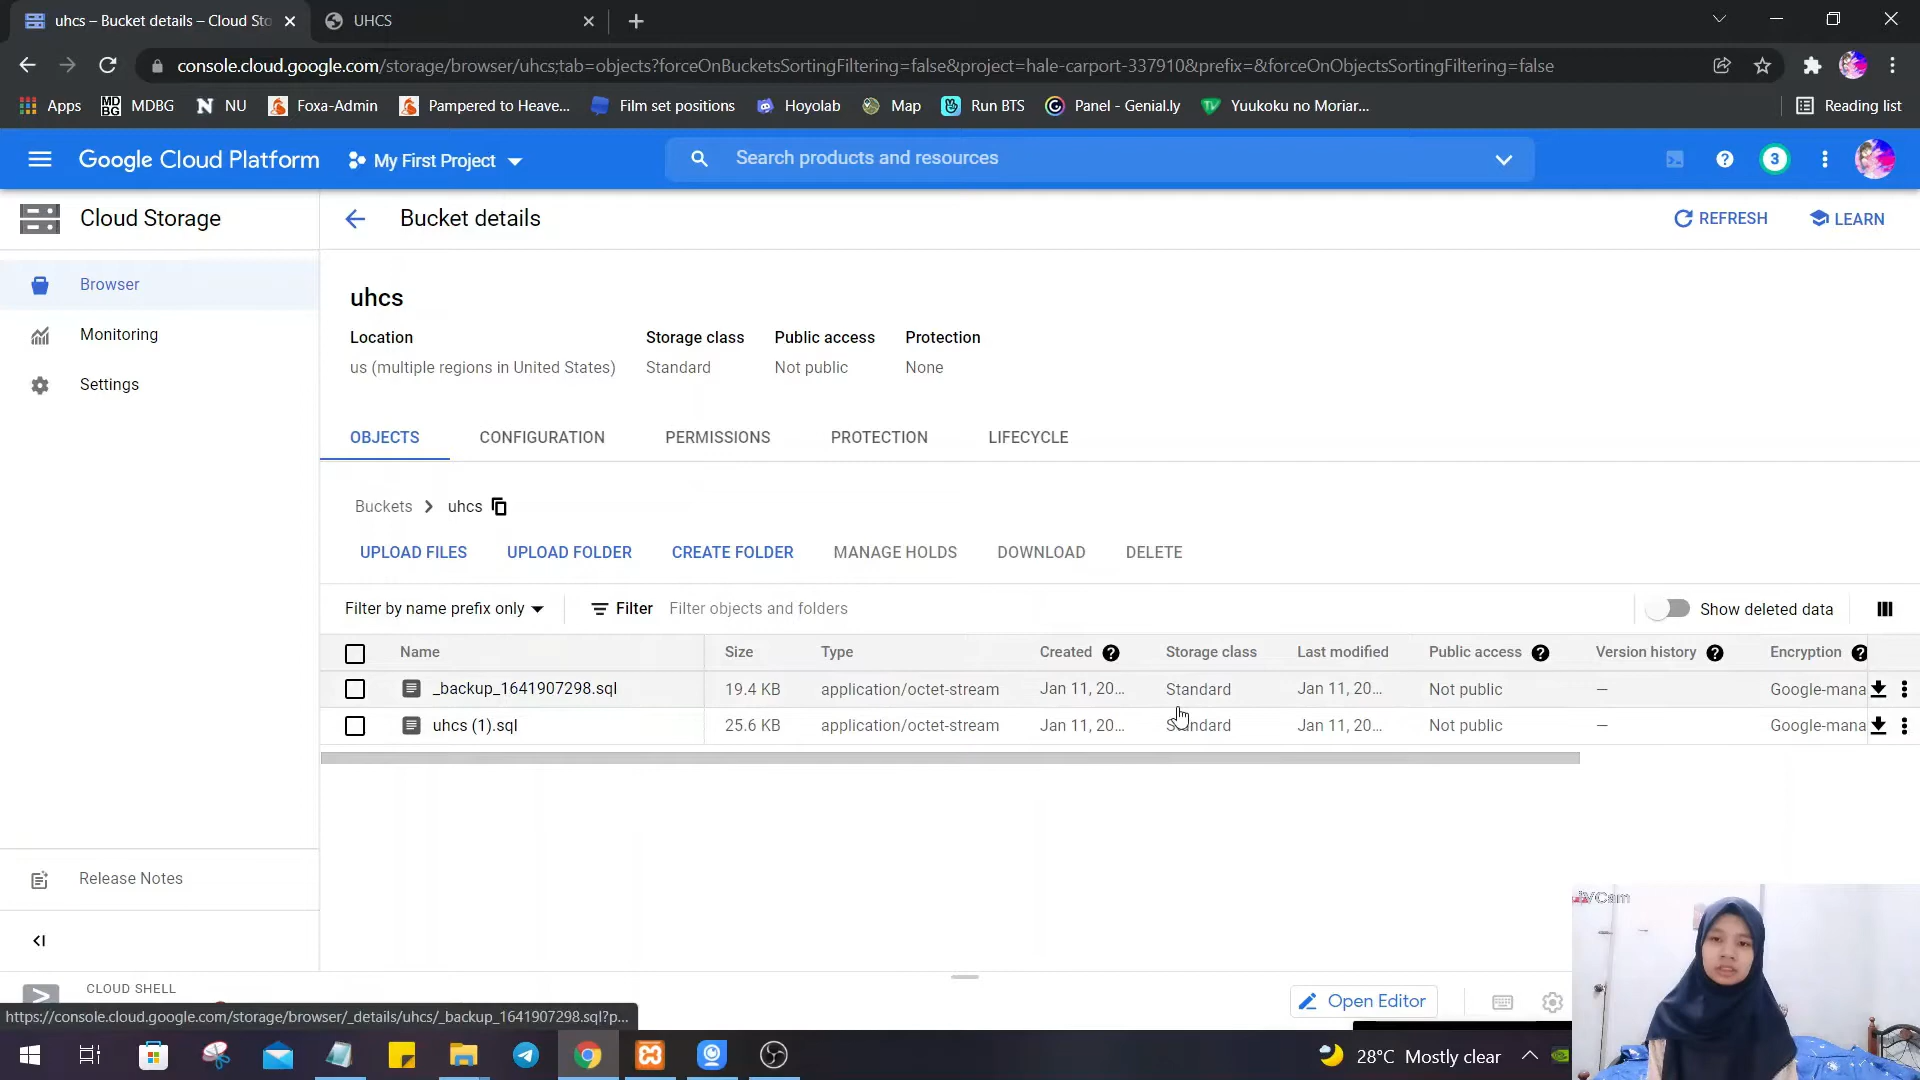 uhcs – Bucket details – Cloud Sto
UHCS
console.cloud.google.com/storage/browser/uhcs;tab=objects?forceOnBucketsSortingFiltering=false&project=hale-carport-337910&prefix=&forceOnObjectsSortingFiltering=false
Apps
MDBG
NU
Foxa-Admin
Pampered to Heave...
Film set positions
Hoyolab
Map
Run BTS
Panel - Genial.ly
Yuukoku no Moriar...
Reading list
Google Cloud Platform
My First Project
Search products and resources
3
Cloud Storage
Bucket details
REFRESH
LEARN
Browser
Monitoring
Settings
uhcs
Location
Storage class
Public access
Protection
us (multiple regions in United States)
Standard
Not public
None
OBJECTS
CONFIGURATION
PERMISSIONS
PROTECTION
LIFECYCLE
Buckets
uhcs
UPLOAD FILES
UPLOAD FOLDER
CREATE FOLDER
MANAGE HOLDS
DOWNLOAD
DELETE
Filter by name prefix only
Filter
Filter objects and folders
Show deleted data
Name
Size
Type
Created
Storage class
Last modified
Public access
Version history
Encryption
_backup_1641907298.sql
19.4 KB
application/octet-stream
Jan 11, 20...
Standard
Jan 11, 20...
Not public
—
Google-mana
uhcs (1).sql
25.6 KB
application/octet-stream
Jan 11, 20...
Standard
Jan 11, 20...
Not public
—
Google-mana
Release Notes
CLOUD SHELL
Open Editor
https://console.cloud.google.com/storage/browser/_details/uhcs/_backup_1641907298.sql?p...
28°C Mostly clear